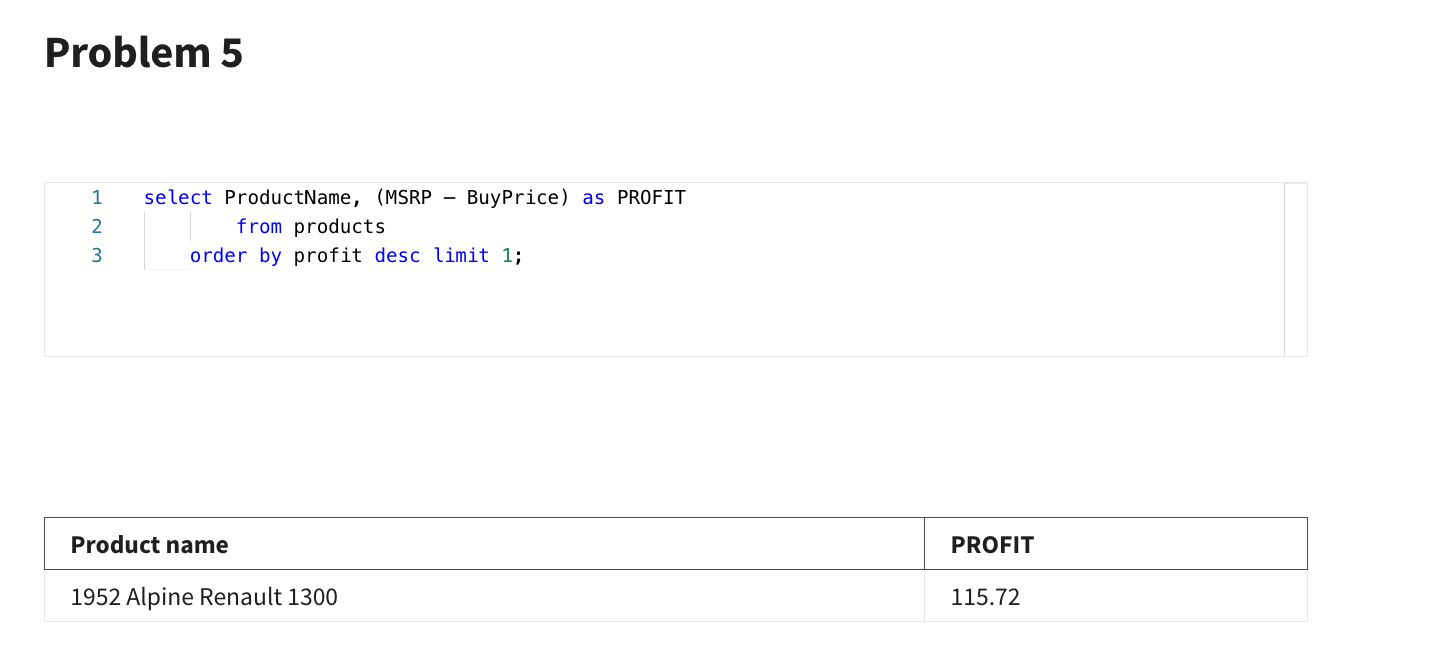 Problem 5
1 select ProductName, (MSRP – BuyPrice) as PROFIT
2 from products
3 order by profit desc limit 1;
Product name PROFIT
1952 Alpine Renault 1300 115.72